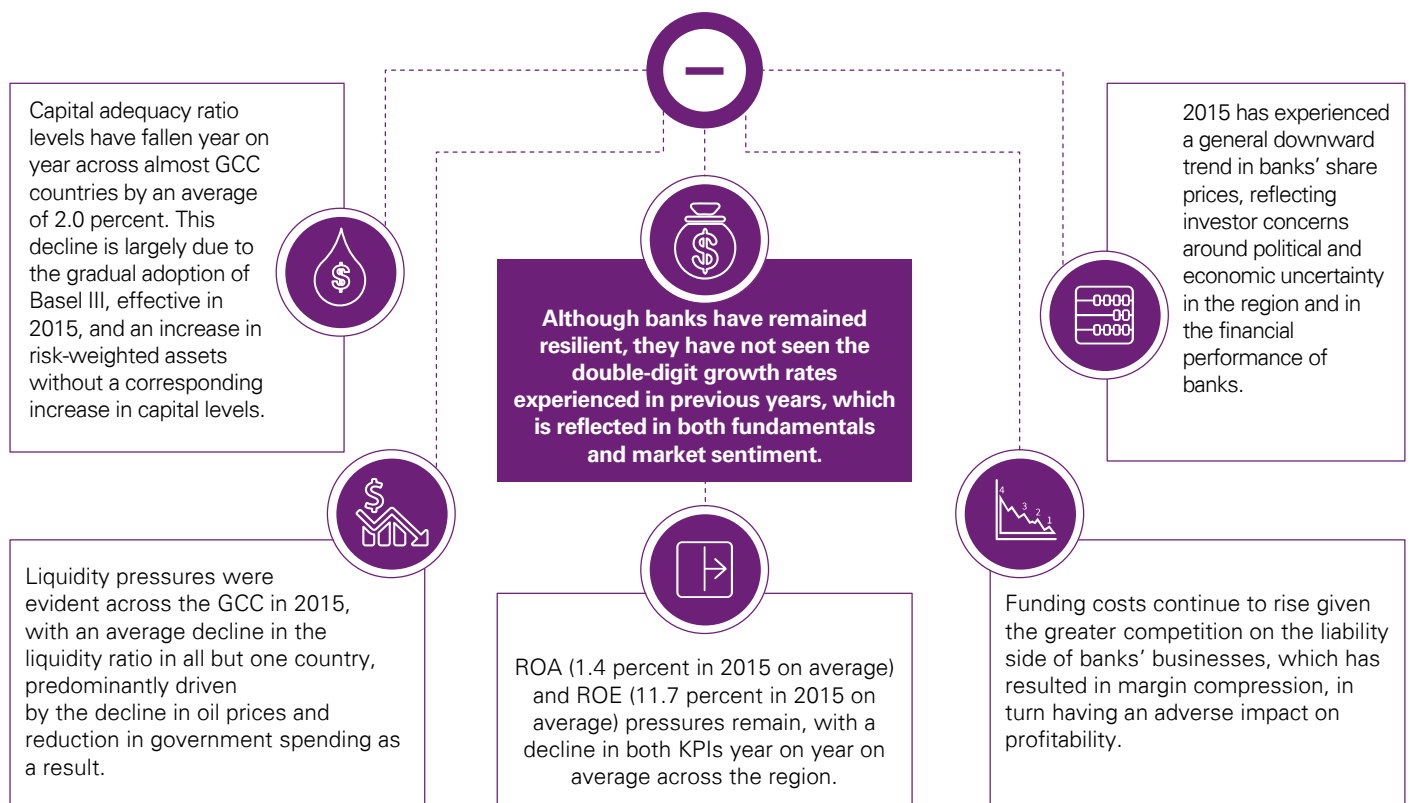 Capital adequacy ratio
levels have fallen year on
year across almost GCC
countries by an average
of 2.0 percent. This
decline is largely due to
the gradual adoption of
Basel III, effective in
2015, and an increase in
risk-weighted assets
without a corresponding
increase in capital levels.
$
$
Although banks have remained
resilient, they have not seen the
double-digit growth rates
experienced in previous years, which
is reflected in both fundamentals
and market sentiment.
2015 has experienced
a general downward
trend in banks’ share
prices, reflecting
investor concerns
around political and
economic uncertainty
in the region and in
the financial
performance of
banks.
$
Liquidity pressures were
evident across the GCC in 2015,
with an average decline in the
liquidity ratio in all but one country,
predominantly driven
by the decline in oil prices and
reduction in government spending as
a result.
ROA (1.4 percent in 2015 on average)
and ROE (11.7 percent in 2015 on
average) pressures remain, with a
decline in both KPIs year on year on
average across the region.
4
3
2
1
Funding costs continue to rise given
the greater competition on the liability
side of banks’ businesses, which has
resulted in margin compression, in
turn having an adverse impact on
profitability.